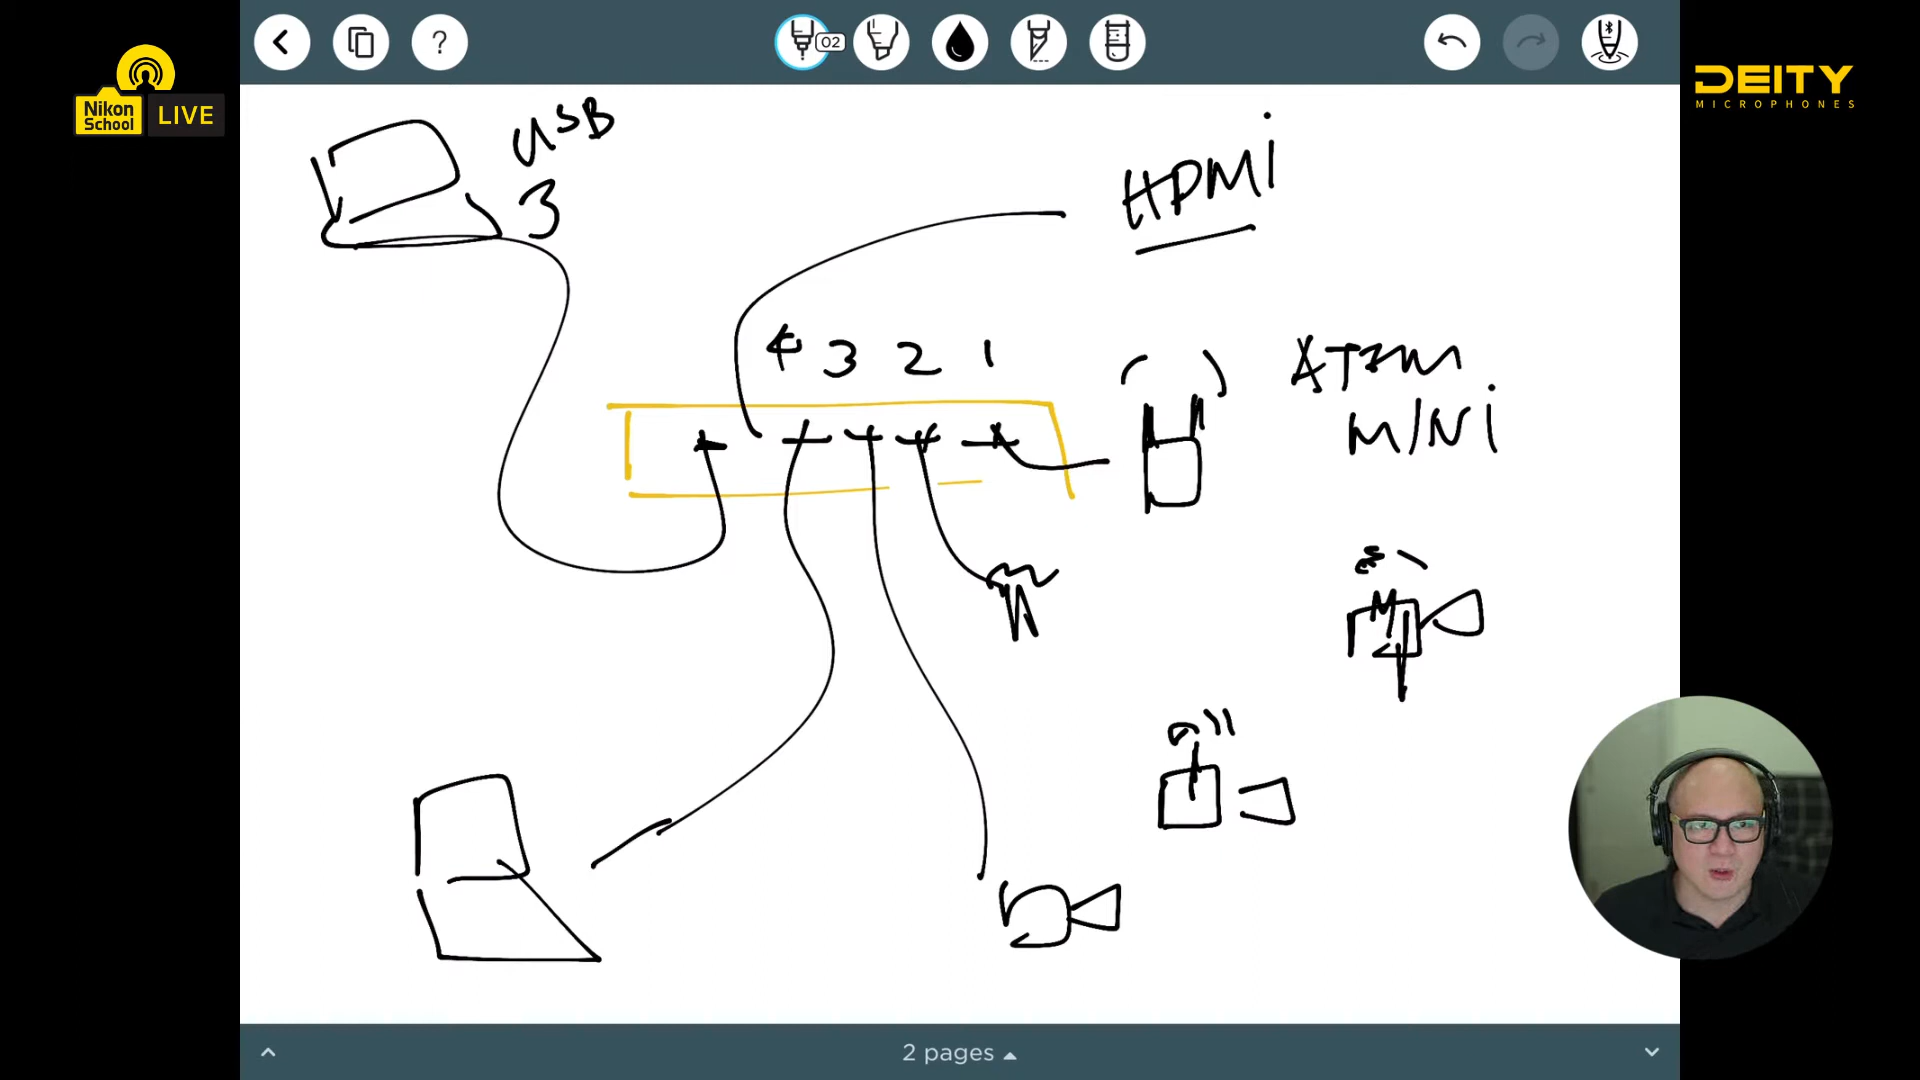 Nikon
School
LIVE
?
02
DEITY
MICROPHONES
USB
3
HDMi
4 3 2 1
ATEM
MINi
2 pages